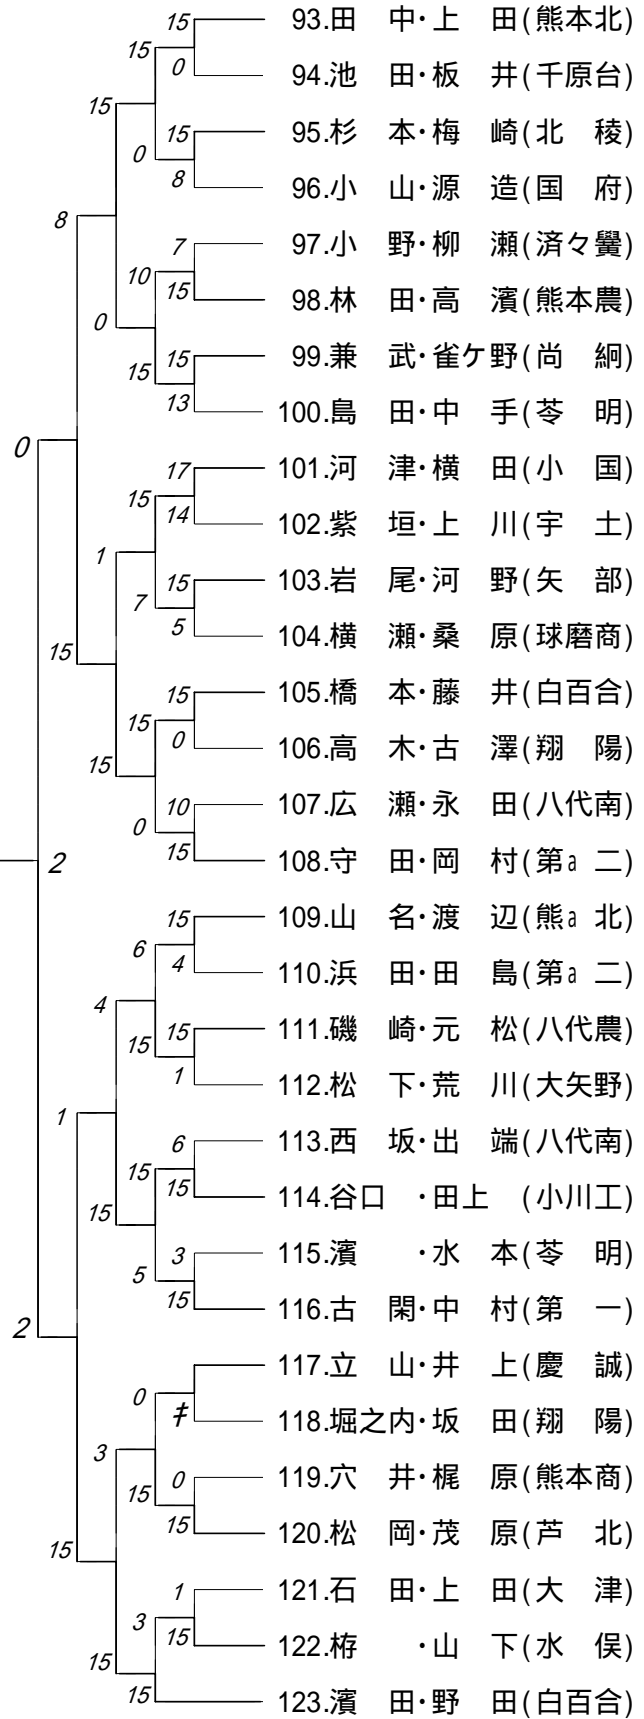 15 93.田 中・上 田(熊本北)
15
0 94.池 田・板 井(千原台)
15
15 95.杉 本・梅 崎(北 稜)
0
8 96.小 山・源 造(国 府)
8
7 97.小 野・柳 瀬(済々黌)
10
15 98.林 田・高 濱(熊本農)
0
15 99.兼 武・雀ケ野(尚 絅)
15
13 100.島 田・中 手(苓 明)
0
17 101.河 津・横 田(小 国)
15
14 102.紫 垣・上 川(宇 土)
1
15 103.岩 尾・河 野(矢 部)
7
5 104.横 瀬・桑 原(球磨商)
15
15 105.橋 本・藤 井(白百合)
15
0 106.高 木・古 澤(翔 陽)
15
10 107.広 瀬・永 田(八代南)
0
15 108.守 田・岡 村(第a 二)
2
15 109.山 名・渡 辺(熊a 北)
6
4 110.浜 田・田 島(第a 二)
4
15 111.磯 崎・元 松(八代農)
15
1 112.松 下・荒 川(大矢野)
1
6 113.西 坂・出 端(八代南)
15
15 114.谷口 ・田上 (小川工)
15
3 115.濱 ・水 本(苓 明)
5
15 116.古 閑・中 村(第 一)
2
117.立 山・井 上(慶 誠)
0
キ 118.堀之内・坂 田(翔 陽)
3
0 119.穴 井・梶 原(熊本商)
15
15 120.松 岡・茂 原(芦 北)
15
1 121.石 田・上 田(大 津)
3
15 122.栫 ・山 下(水 俣)
15
15 123.濱 田・野 田(白百合)